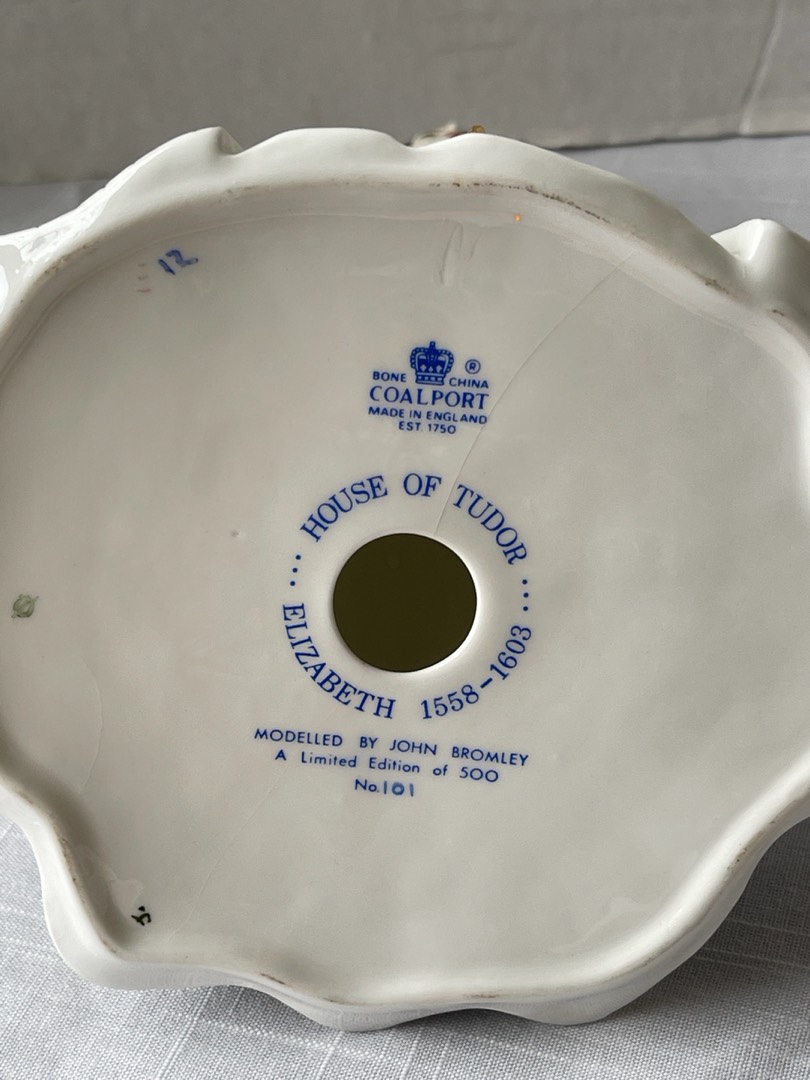 12
®
BONE CHINA
COALPORT
MADE IN ENGLAND
EST. 1750
HOUSE OF TUDOR
... ELIZABETH 1558-1603 ...
MODELLED BY JOHN BROMLEY
A Limited Edition of 500
No.101